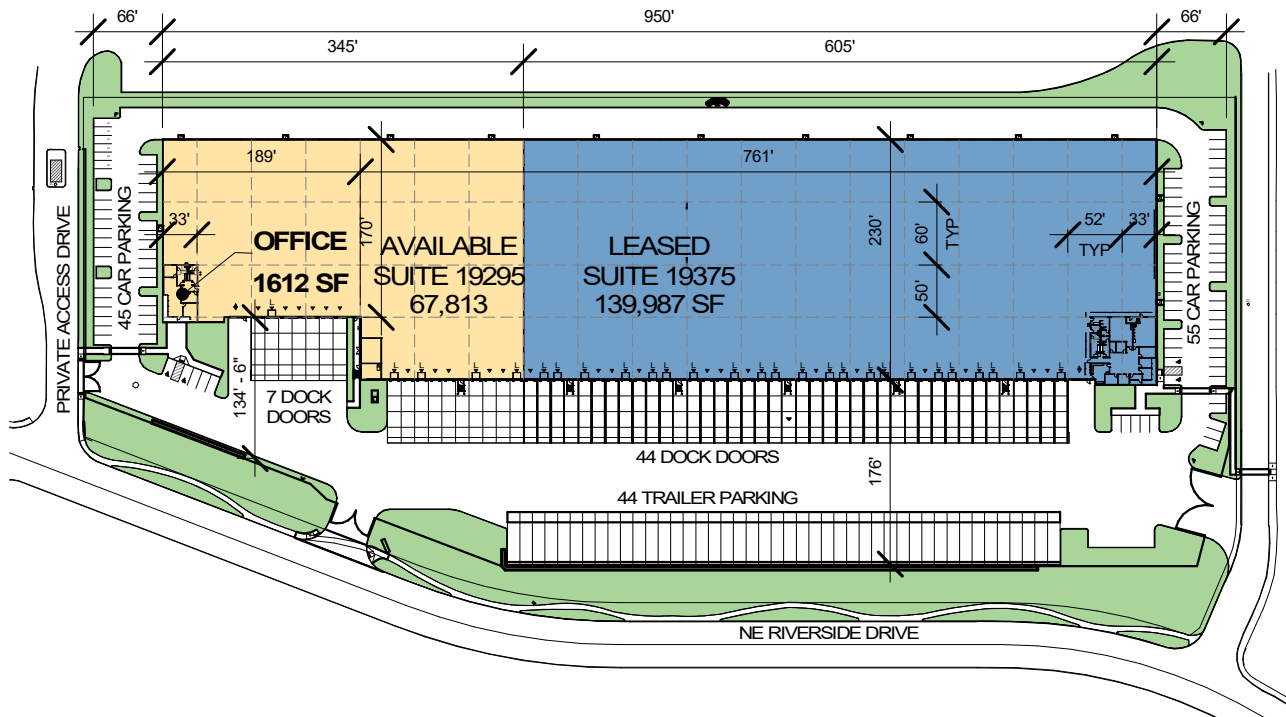 66'
950'
66'
345'
605'
189'
761'
33'
OFFICE
1612 SF
170'
AVAILABLE
SUITE 19295
67,813
LEASED
SUITE 19375
139,987 SF
230'
60'
TYP
50'
52'
TYP
33'
45 CAR PARKING
55 CAR PARKING
PRIVATE ACCESS DRIVE
134' - 6"
7 DOCK
DOORS
44 DOCK DOORS
176'
44 TRAILER PARKING
NE RIVERSIDE DRIVE